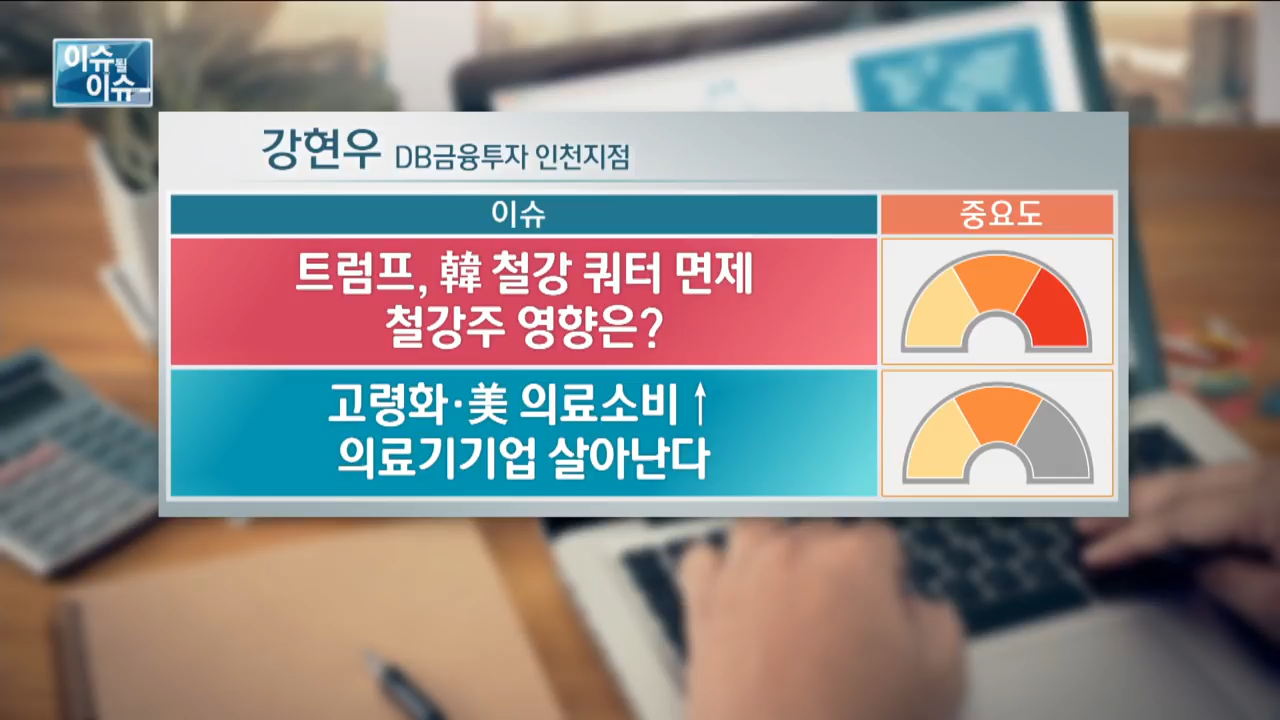 이슈될
이슈
강현우 DB금융투자 인천지점
이슈
중요도
트럼프, 韓 철강 쿼터 면제
철강주 영향은?
고령화·美 의료소비↑
의료기기업 살아난다